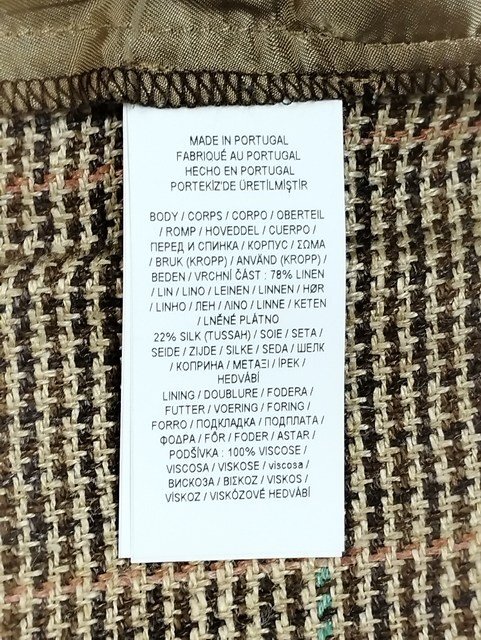 MADE IN PORTUGAL
FABRIQUÉ AU PORTUGAL
HECHO EN PORTUGAL
PORTEKİZ'DE ÜRETİLMİŞTİR
BODY / CORPS / CORPO / OBERTEIL
/ ROMP / HOVEDDEL / CUERPO /
ПЕРЕД И СПИНКА / КОРПУС / ΣΩΜΑ
/ BRUK (KROPP) / ANVÄND (KROPP) /
BEDEN / VRCHNÍ ČÁST : 78% LINEN
/ LIN / LINO / LEINEN / LINNEN / HØR
/ LINHO / ЛЕН / ΛΙΝΟ / LINNE / KETEN
/ LNĚNÉ PLÁTNO
22% SILK (TUSSAH) / SOIE / SETA /
SEIDE / ZIJDE / SILKE / SEDA / ШЕЛК
/ КОПРИНА / ΜΕΤΑΞΙ / İPEK /
HEDVÁBÍ
LINING / DOUBLURE / FODERA /
FUTTER / VOERING / FORING /
FORRO / ПОДКЛАДКА / ПОДПЛАТА /
ΦΟΔΡΑ / FÔR / FODER / ASTAR /
PODŠÍVKA : 100% VISCOSE /
VISCOSA / VISKOSE / viscosa /
ВИСКОЗА / ΒΙΣΚΟΖ / VISKOS /
VİSKOZ / VISKÓZOVÉ HEDVÁBÍ